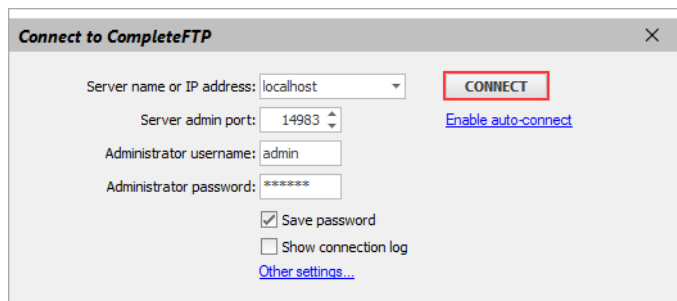 Connect to CompleteFTP
Server name or IP address: localhost CONNECT
Server admin port: 14983 Enable auto-connect
Administrator username: admin
Administrator password: ******
Save password
Show connection log
Other settings...